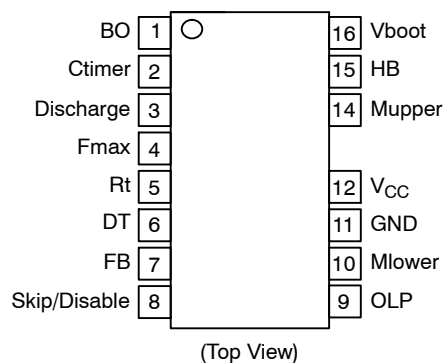 BO 1 16 Vboot
Ctimer 2 15 HB
Discharge 3 14 Mupper
Fmax 4
Rt 5 12 VCC
DT 6 11 GND
FB 7 10 Mlower
Skip/Disable 8 9 OLP
(Top View)